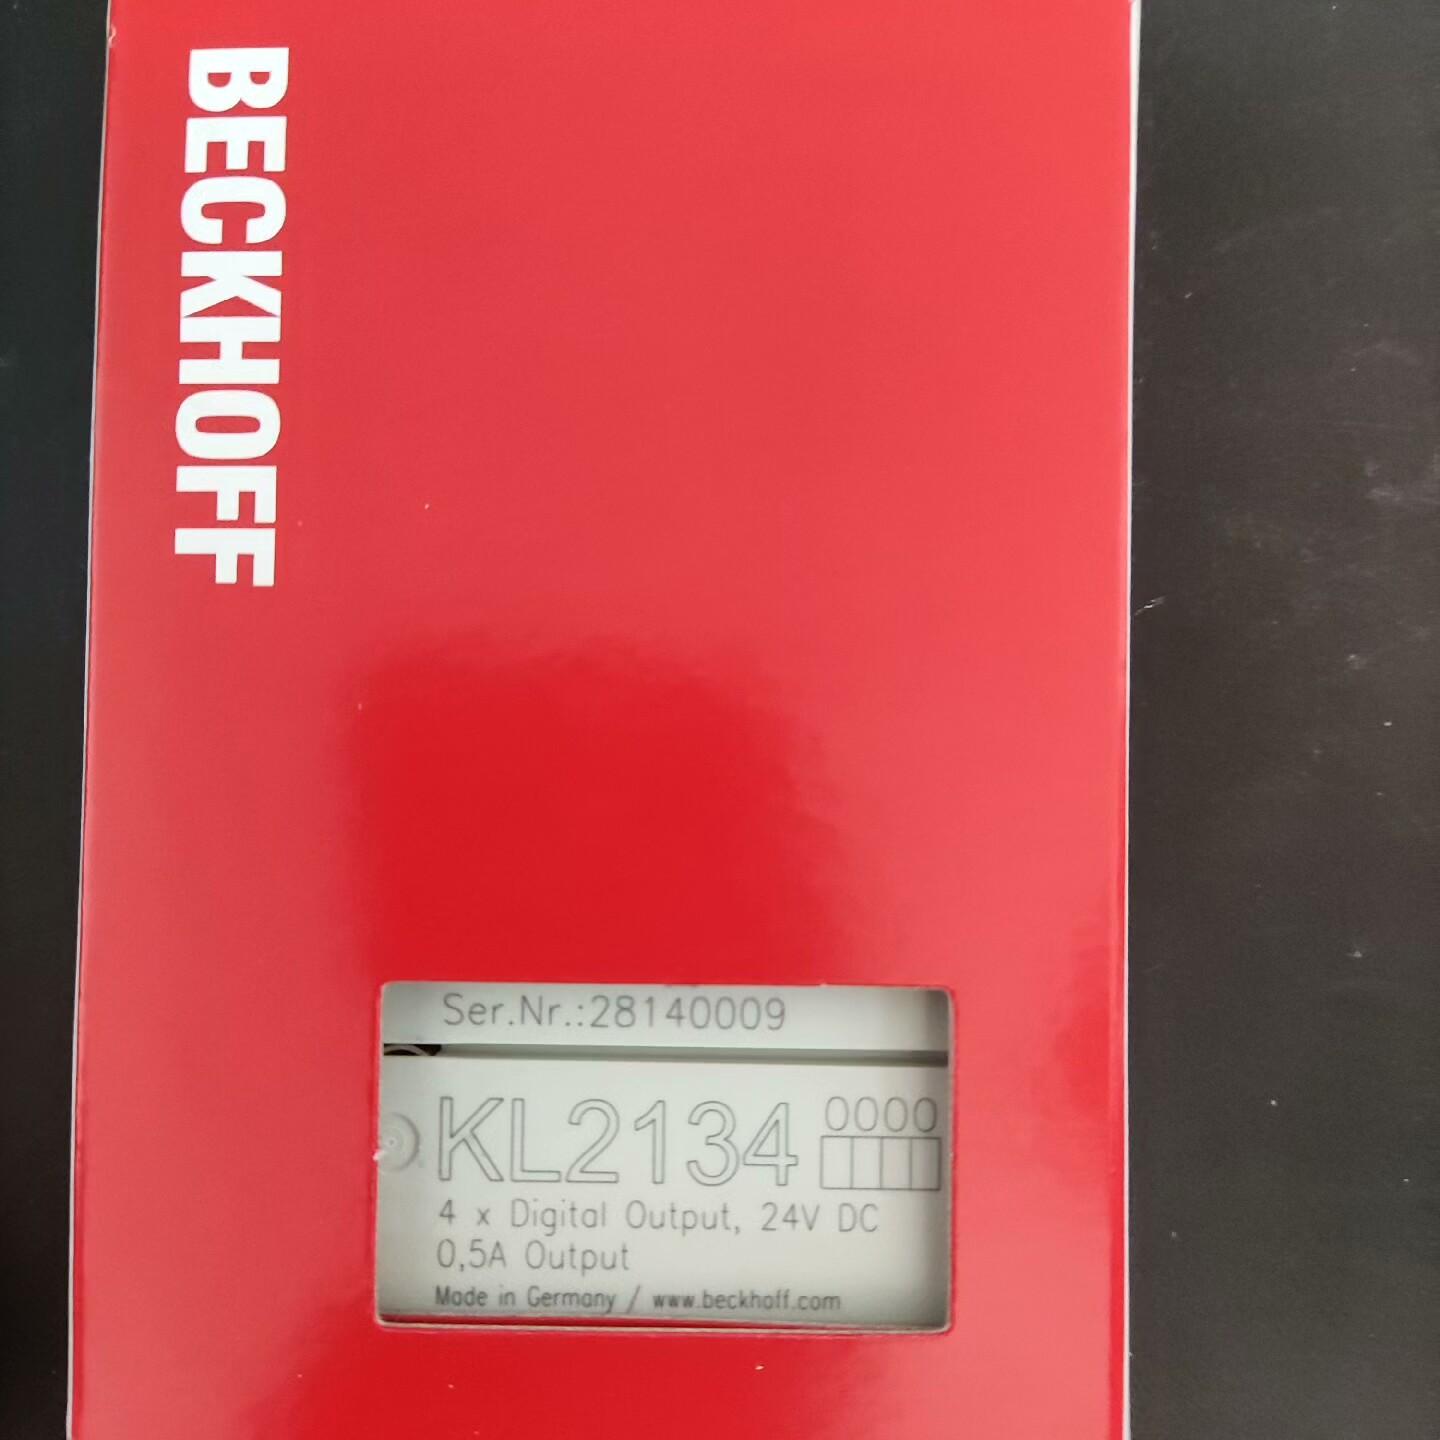 BECKHOFF
Ser.Nr.:28140009
KL2134 0000
4 x Digital Output, 24V DC
0,5A Output
Made in Germany / www.beckhoff.com